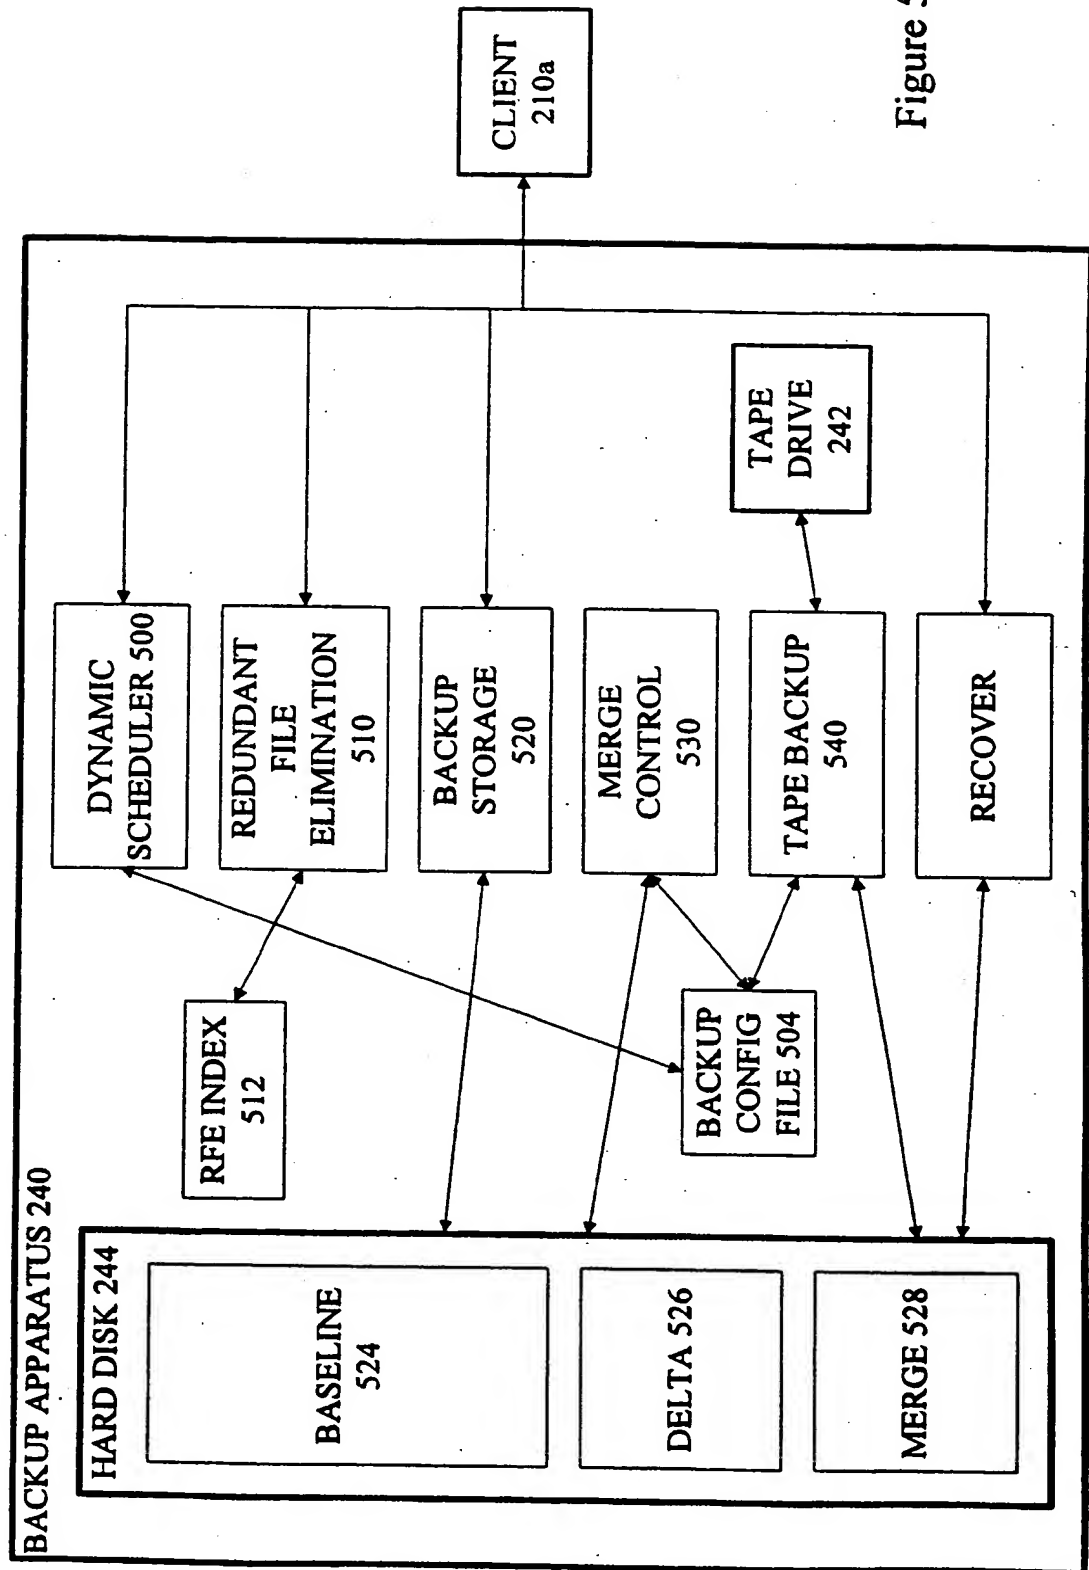 BACKUP APPARATUS 240
HARD DISK 244
BASELINE
524
DELTA 526
MERGE 528
RFE INDEX
512
BACKUP
CONFIG
FILE 504
DYNAMIC
SCHEDULER 500
REDUNDANT
FILE
ELIMINATION
510
BACKUP
STORAGE
520
MERGE
CONTROL
530
TAPE BACKUP
540
RECOVER
TAPE
DRIVE
242
CLIENT
210a
Figure 5